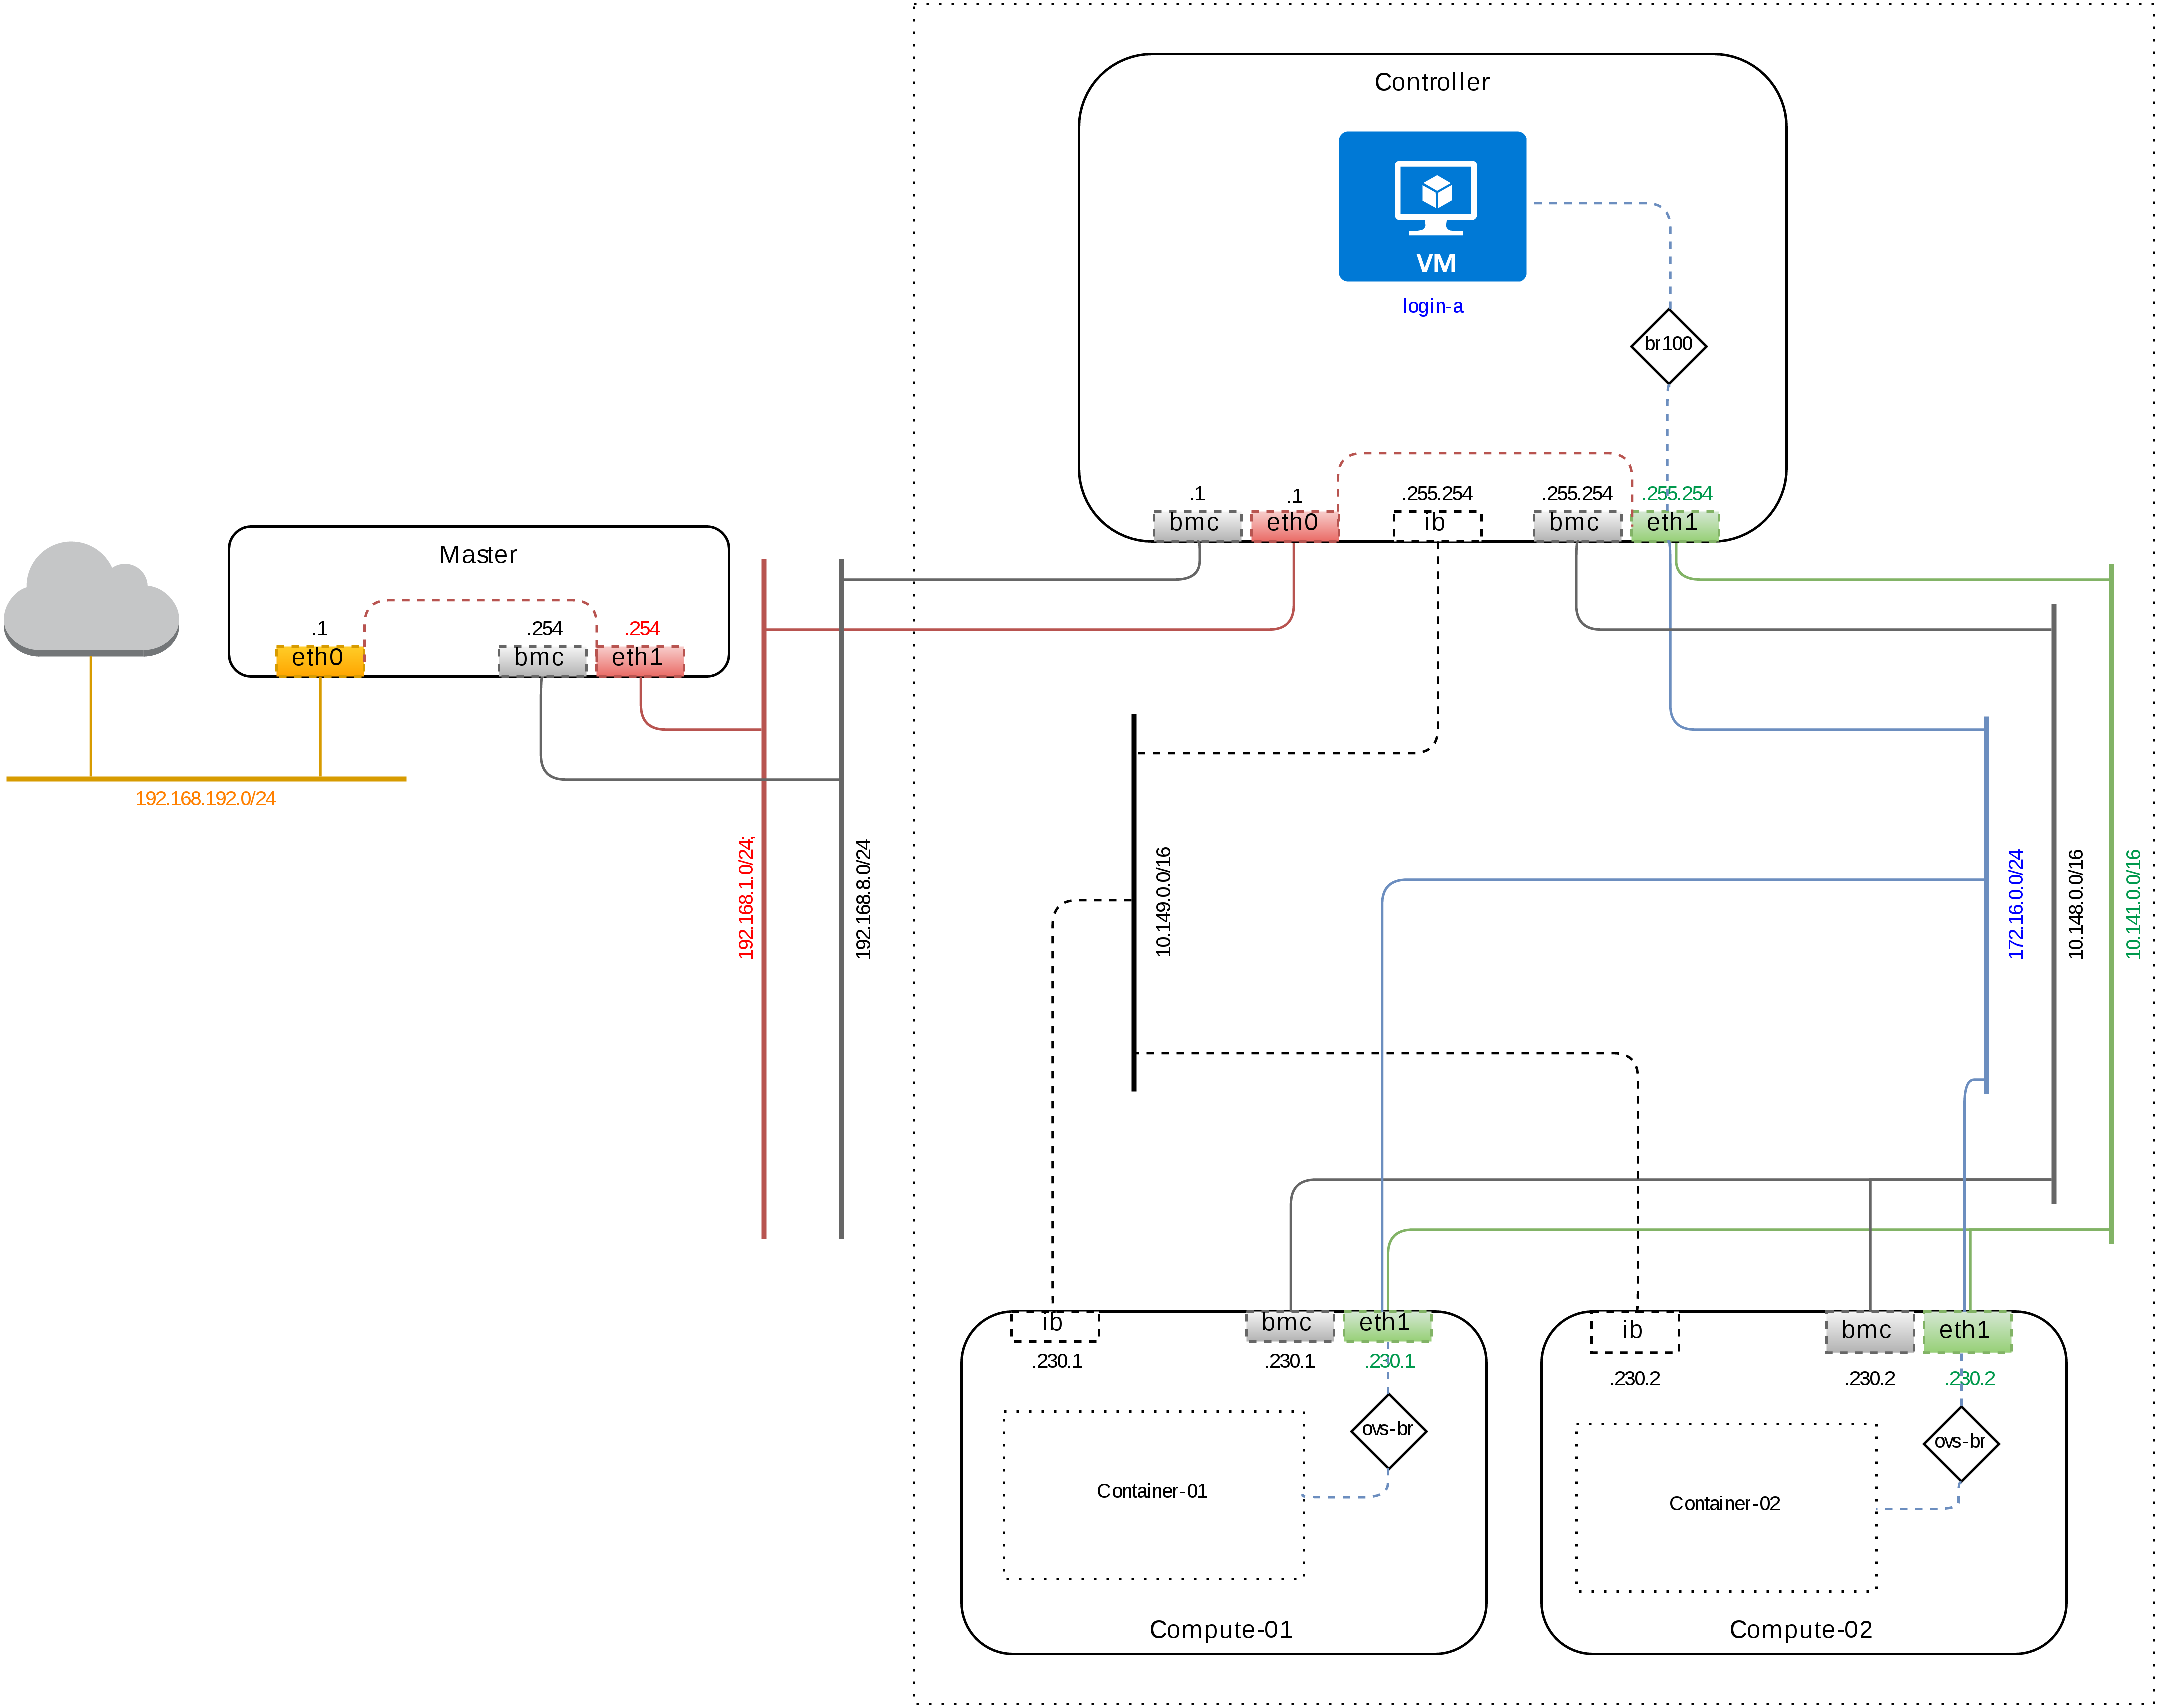 Controller
VM
login-a
br100
.1
.1
.255.254
.255.254
.255.254
bmc
eth0
ib
bmc
eth1
Master
.1
.254
.254
eth0
bmc
eth1
192.168.192.0/24
192.168.1.0/24;
192.168.8.0/24
10.149.0.0/16
172.16.0.0/24
10.148.0.0/16
10.141.0.0/16
ib
bmc
eth1
.230.1
.230.1
.230.1
ovs-br
Container-01
Compute-01
ib
bmc
eth1
.230.2
.230.2
.230.2
ovs-br
Container-02
Compute-02